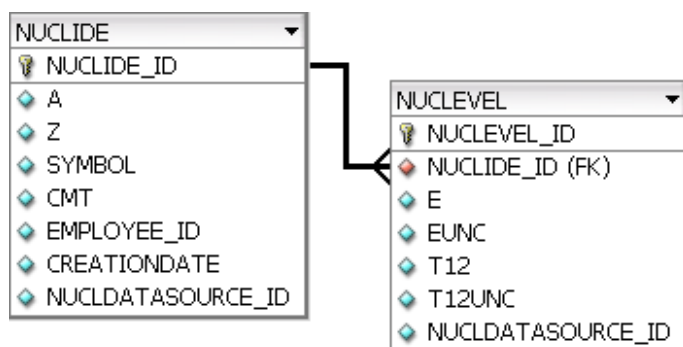 NUCLIDE
NUCLIDE_ID
A
Z
SYMBOL
CMT
EMPLOYEE_ID
CREATIONDATE
NUCLDATASOURCE_ID
NUCLEVEL
NUCLEVEL_ID
NUCLIDE_ID (FK)
E
EUNC
T12
T12UNC
NUCLDATASOURCE_ID